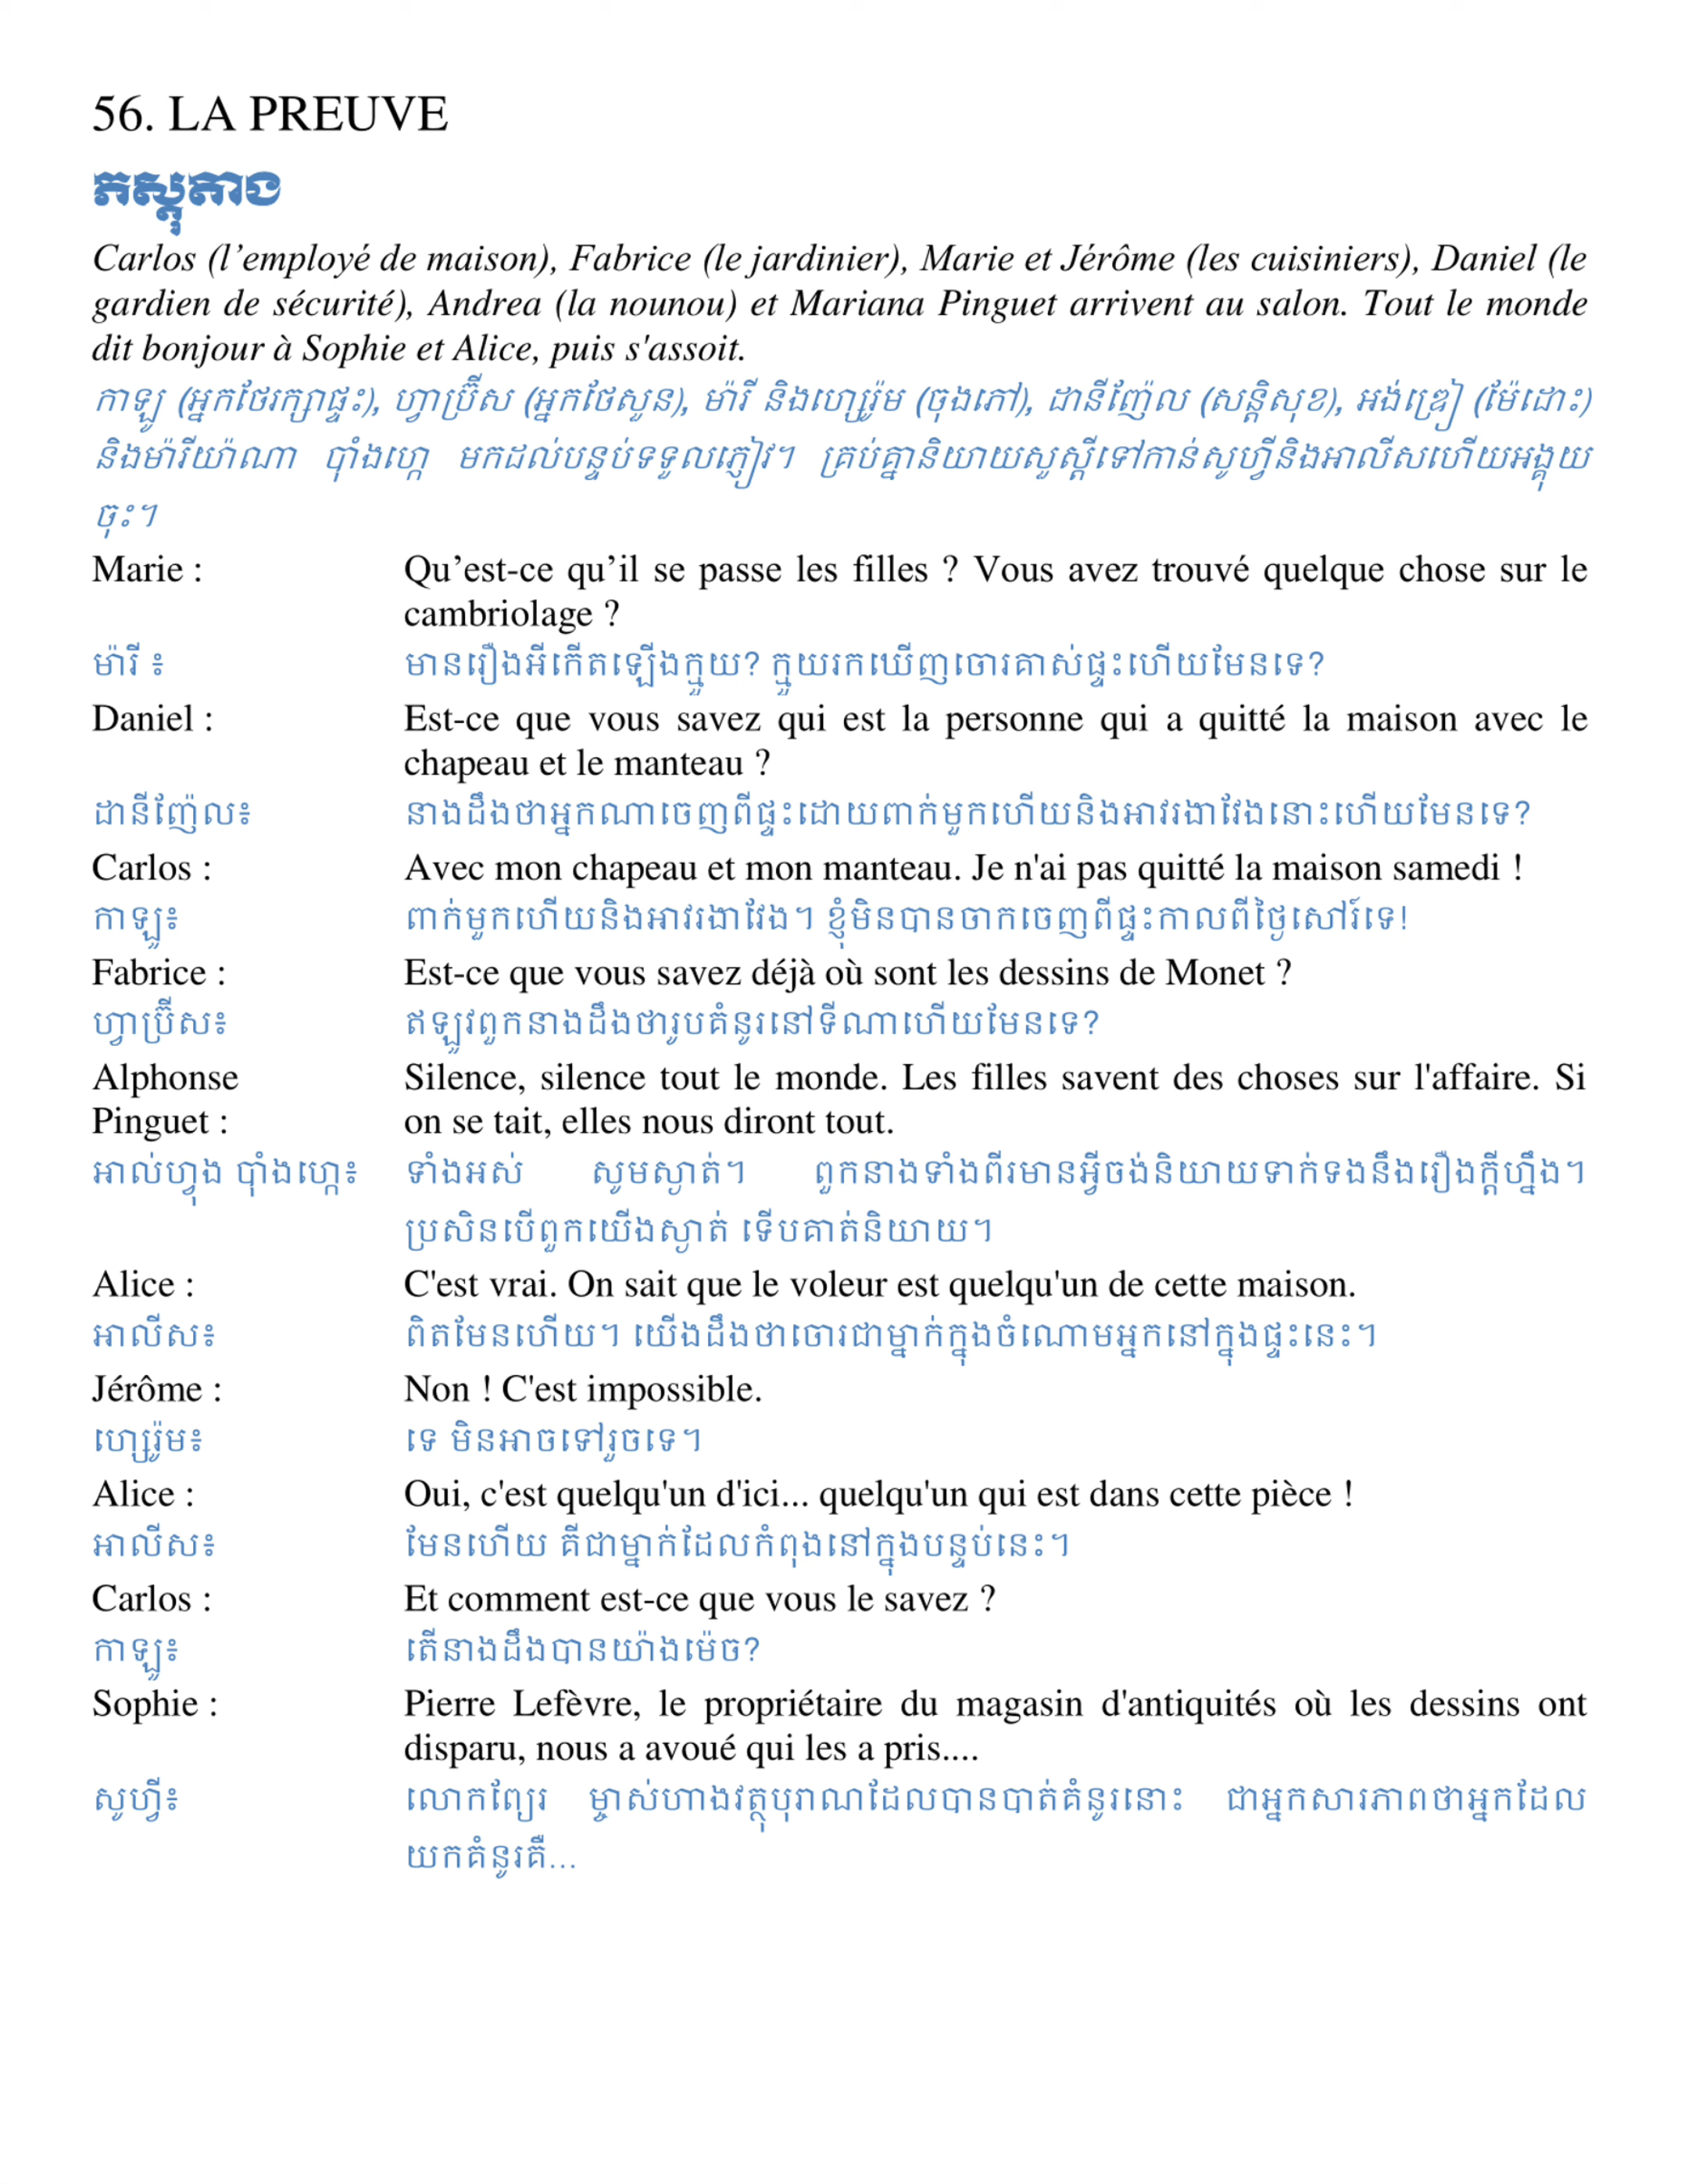 56. LA PREUVE
ភស្តុតាង
Carlos (l’employé de maison), Fabrice (le jardinier), Marie et Jérôme (les cuisiniers), Daniel (le
gardien de sécurité), Andrea (la nounou) et Mariana Pinguet arrivent au salon. Tout le monde
dit bonjour à Sophie et Alice, puis s'assoit.
កាឡូ (អ្នកថែរក្សាផ្ទះ), ហ្វាប្រ៊ីស (អ្នកថែសួន), ម៉ារី និងហ្សេរ៉ូម (ចុងភៅ), ដានីញ៉ែល (សន្តិសុខ), អង់ឌ្រៀ (ម៉ែដោះ)
និងម៉ារីយ៉ាណា ប៉ាំងហ្គេ មកដល់បន្ទប់ទទួលភ្ញៀវ។ គ្រប់គ្នានិយាយសួស្តីទៅកាន់សូហ្វីនិងអាលីសហើយអង្គុយ
ចុះ។
Marie : Qu’est-ce qu’il se passe les filles ? Vous avez trouvé quelque chose sur le
cambriolage ?
ម៉ារី ៖ មានរឿងអីកើតឡើងក្មួយ? ក្មួយរកឃើញចោរគាស់ផ្ទះហើយមែនទេ?
Daniel : Est-ce que vous savez qui est la personne qui a quitté la maison avec le
chapeau et le manteau ?
ដានីញ៉ែល៖ នាងដឹងថាអ្នកណាចេញពីផ្ទះដោយពាក់មួកហើយនិងអាវរងាវែងនោះហើយមែនទេ?
Carlos : Avec mon chapeau et mon manteau. Je n'ai pas quitté la maison samedi !
កាឡូ៖ ពាក់មួកហើយនិងអាវរងាវែង។ ខ្ញុំមិនបានចាកចេញពីផ្ទះកាលពីថ្ងៃសៅរ៍ទេ!
Fabrice : Est-ce que vous savez déjà où sont les dessins de Monet ?
ហ្វាប្រ៊ីស៖ ឥឡូវពួកនាងដឹងថារូបគំនូរនៅទីណាហើយមែនទេ?
Alphonse Silence, silence tout le monde. Les filles savent des choses sur l'affaire. Si
Pinguet : on se tait, elles nous diront tout.
អាល់ហ្វុង ប៉ាំងហ្គេ៖ ទាំងអស់ សូមស្ងាត់។ ពួកនាងទាំងពីរមានអ្វីចង់និយាយទាក់ទងនឹងរឿងក្តីហ្នឹង។
ប្រសិនបើពួកយើងស្ងាត់ ទើបគាត់និយាយ។
Alice : C'est vrai. On sait que le voleur est quelqu'un de cette maison.
អាលីស៖ ពិតមែនហើយ។ យើងដឹងថាចោរជាម្នាក់ក្នុងចំណោមអ្នកនៅក្នុងផ្ទះនេះ។
Jérôme : Non ! C'est impossible.
ហ្សេរ៉ូម៖ ទេ មិនអាចទៅរួចទេ។
Alice : Oui, c'est quelqu'un d'ici... quelqu'un qui est dans cette pièce !
អាលីស៖ មែនហើយ គឺជាម្នាក់ដែលកំពុងនៅក្នុងបន្ទប់នេះ។
Carlos : Et comment est-ce que vous le savez ?
កាឡូ៖ តើនាងដឹងបានយ៉ាងម៉េច?
Sophie : Pierre Lefèvre, le propriétaire du magasin d'antiquités où les dessins ont
disparu, nous a avoué qui les a pris....
សូហ្វី៖ លោកព្យែរ ម្ចាស់ហាងវត្ថុបុរាណដែលបានបាត់គំនូរនោះ ជាអ្នកសារភាពថាអ្នកដែល
យកគំនូរគឺ...